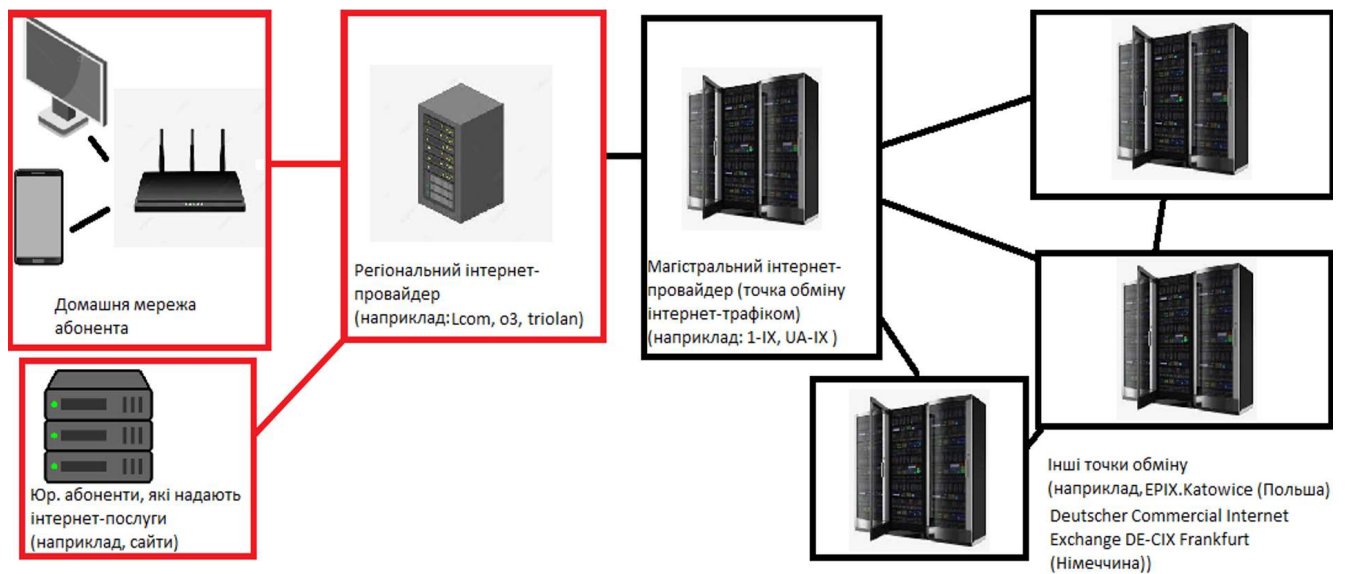 Домашня мережа
абонента
Регіональний інтернет-
провайдер
(наприклад:Lcom, o3, triolan)
Магістральний інтернет-
провайдер (точка обміну
інтернет-трафіком)
(наприклад: 1-IX, UA-IX )
Юр. абоненти, які надають
інтернет-послуги
(наприклад, сайти)
Інші точки обміну
(наприклад,EPIX.Katowice (Польша)
Deutscher Commercial Internet
Exchange DE-CIX Frankfurt
(Німеччина))